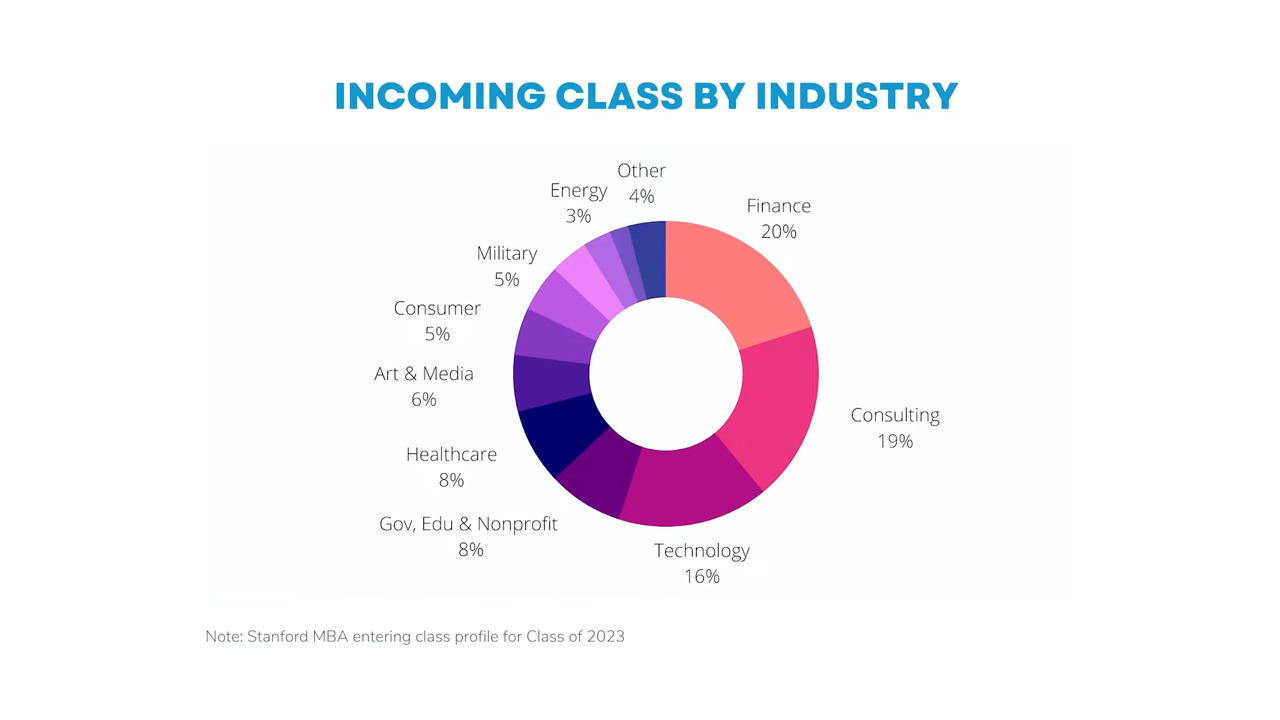 INCOMING CLASS BY INDUSTRY
Other
4%
Energy
3%
Finance
20%
Military
5%
Consumer
5%
Art & Media
6%
Consulting
19%
Healthcare
8%
Gov, Edu & Nonprofit
8%
Technology
16%
Note: Stanford MBA entering class profile for Class of 2023